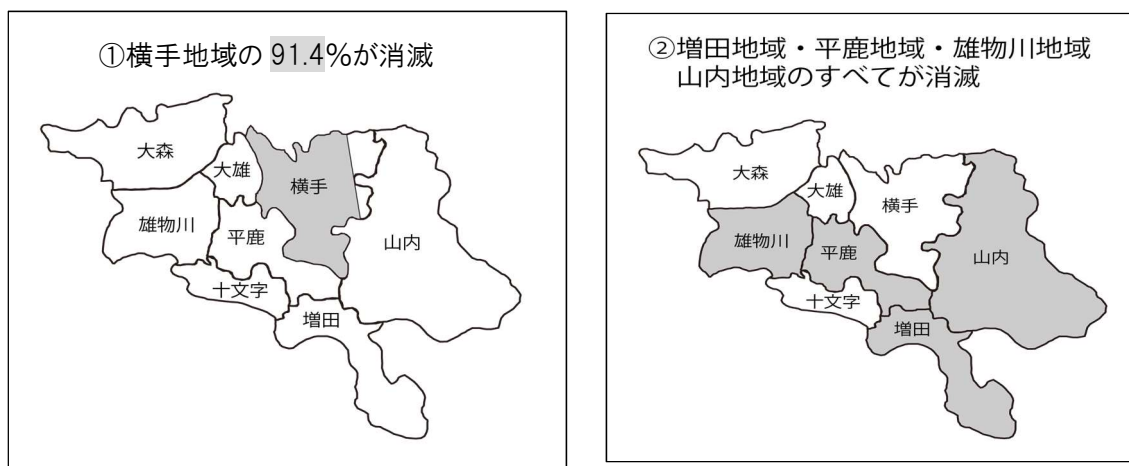 ①横手地域の 91.4%が消滅
大森
大雄
横手
雄物川
平鹿
山内
十文字
増田
②増田地域・平鹿地域・雄物川地域
山内地域のすべてが消滅
大森
大雄
横手
雄物川
平鹿
山内
十文字
増田